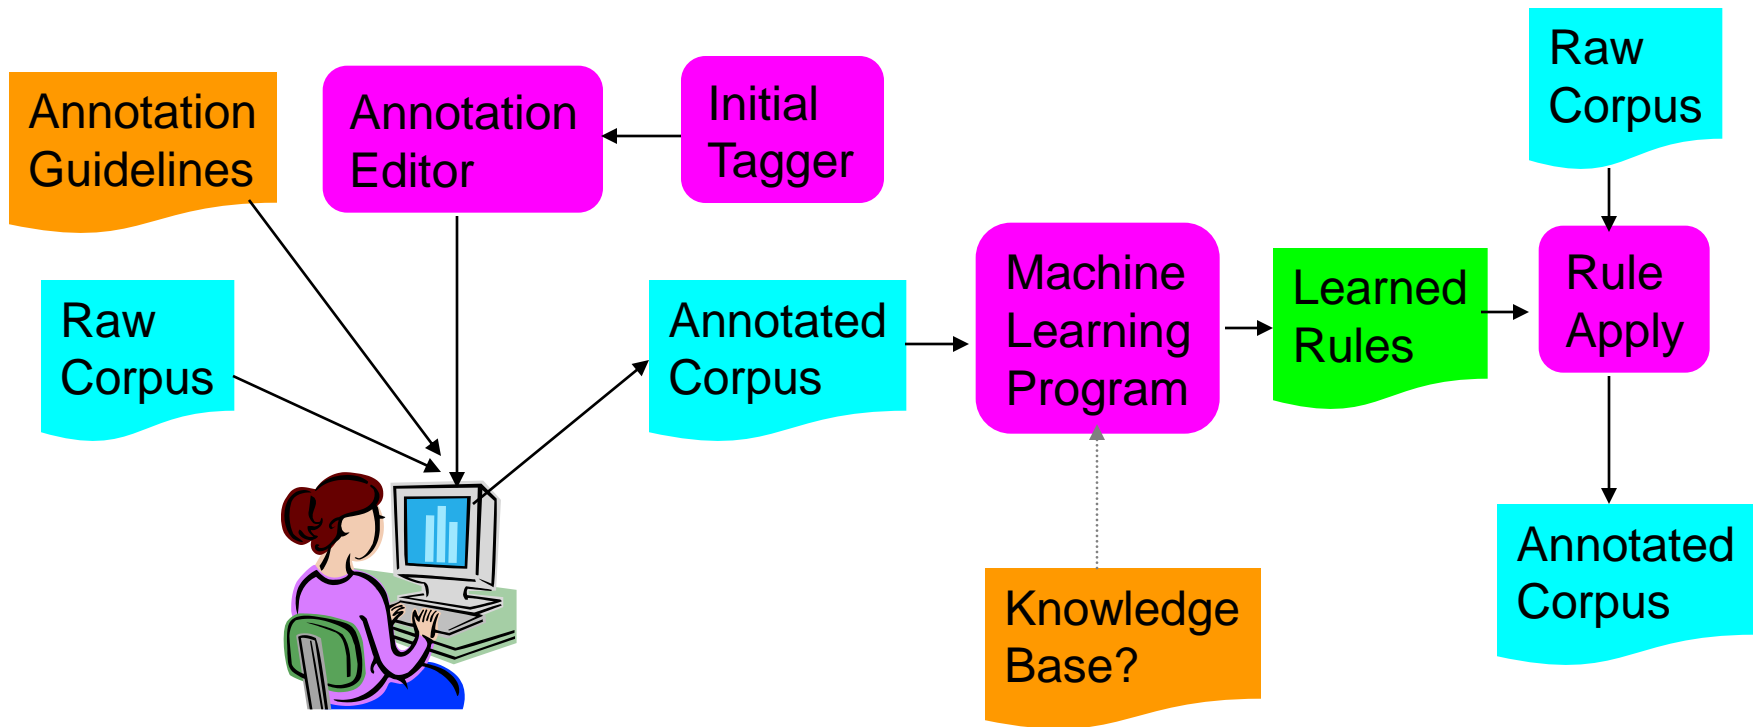 Annotation
Guidelines
Annotation
Editor
Initial
Tagger
Raw
Corpus
Raw
Corpus
Annotated
Corpus
Machine
Learning
Program
Learned
Rules
Rule
Apply
Knowledge
Base?
Annotated
Corpus